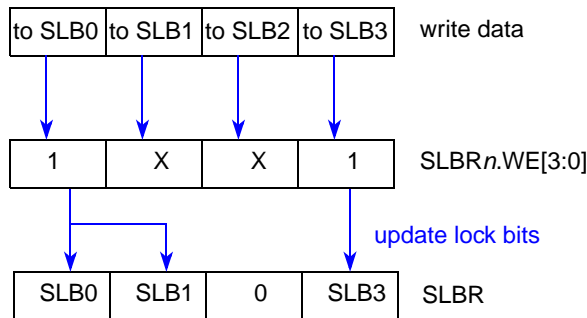 to SLB0 to SLB1 to SLB2 to SLB3 write data
1 X X 1 SLBRn.WE[3:0]
update lock bits
SLB0 SLB1 0 SLB3 SLBR